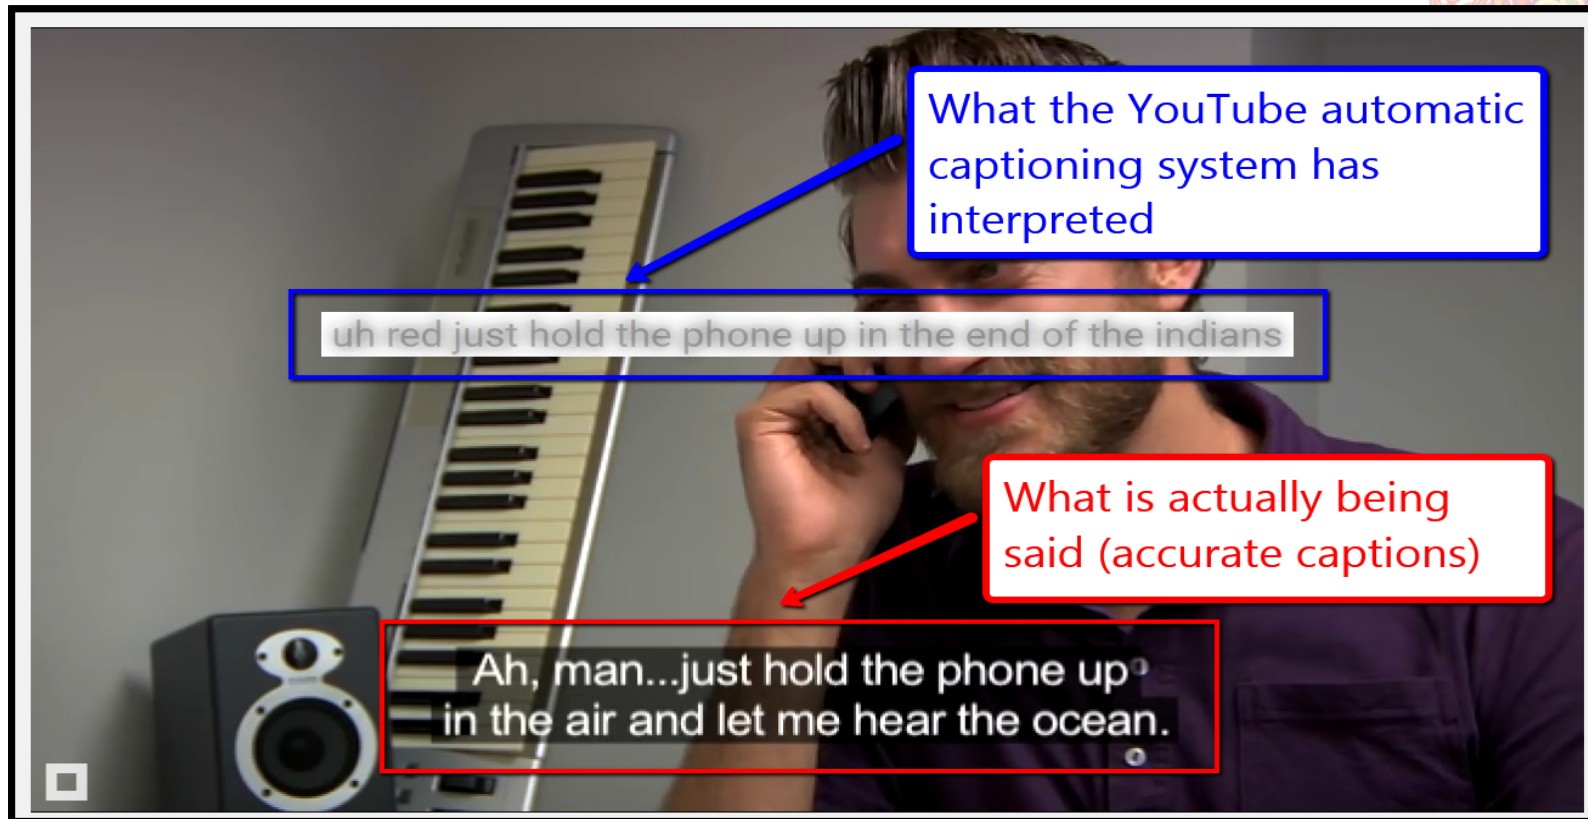 What the YouTube automatic
captioning system has
interpreted
uh red just hold the phone up in the end of the indians
What is actually being
said (accurate captions)
Ah, man...just hold the phone up
in the air and let me hear the ocean.